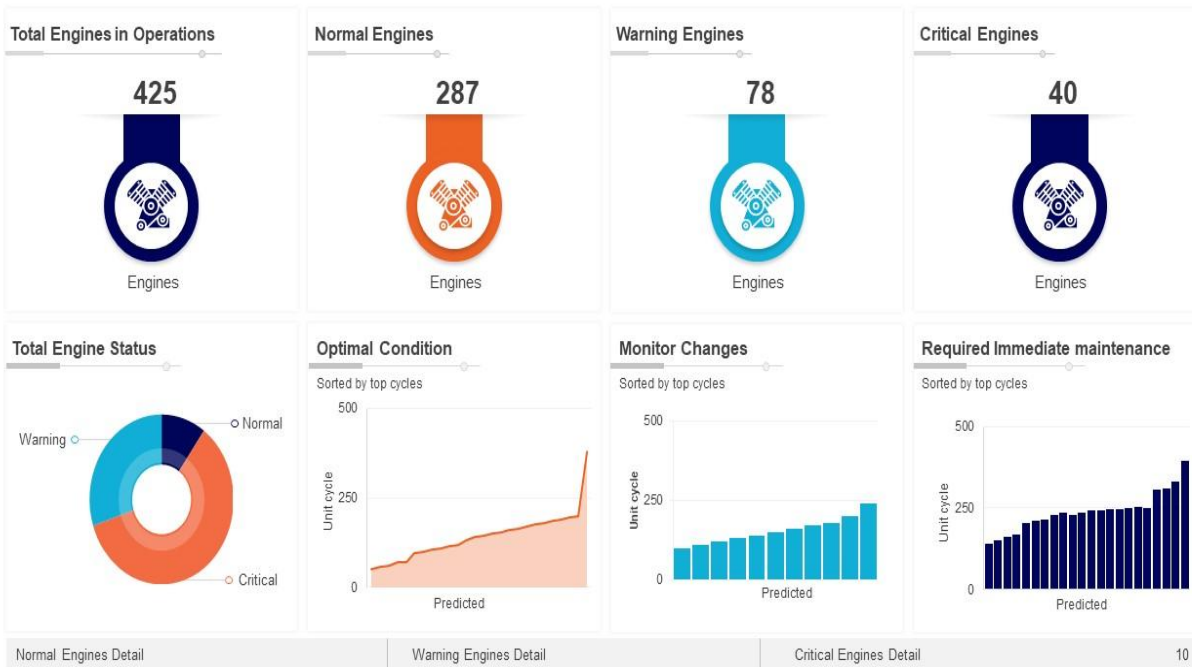 Total Engines in Operations
Normal Engines
Warning Engines
Critical Engines
425
287
78
40
Engines
Engines
Engines
Engines
Total Engine Status
Warning
Normal
Critical
Optimal Condition
Sorted by top cycles
500
250
0
Unit cycle
Predicted
Monitor Changes
Sorted by top cycles
500
250
0
Unit cycle
Predicted
Required Immediate maintenance
Sorted by top cycles
500
250
0
Unit cycle
Predicted
Normal Engines Detail
Warning Engines Detail
Critical Engines Detail
10